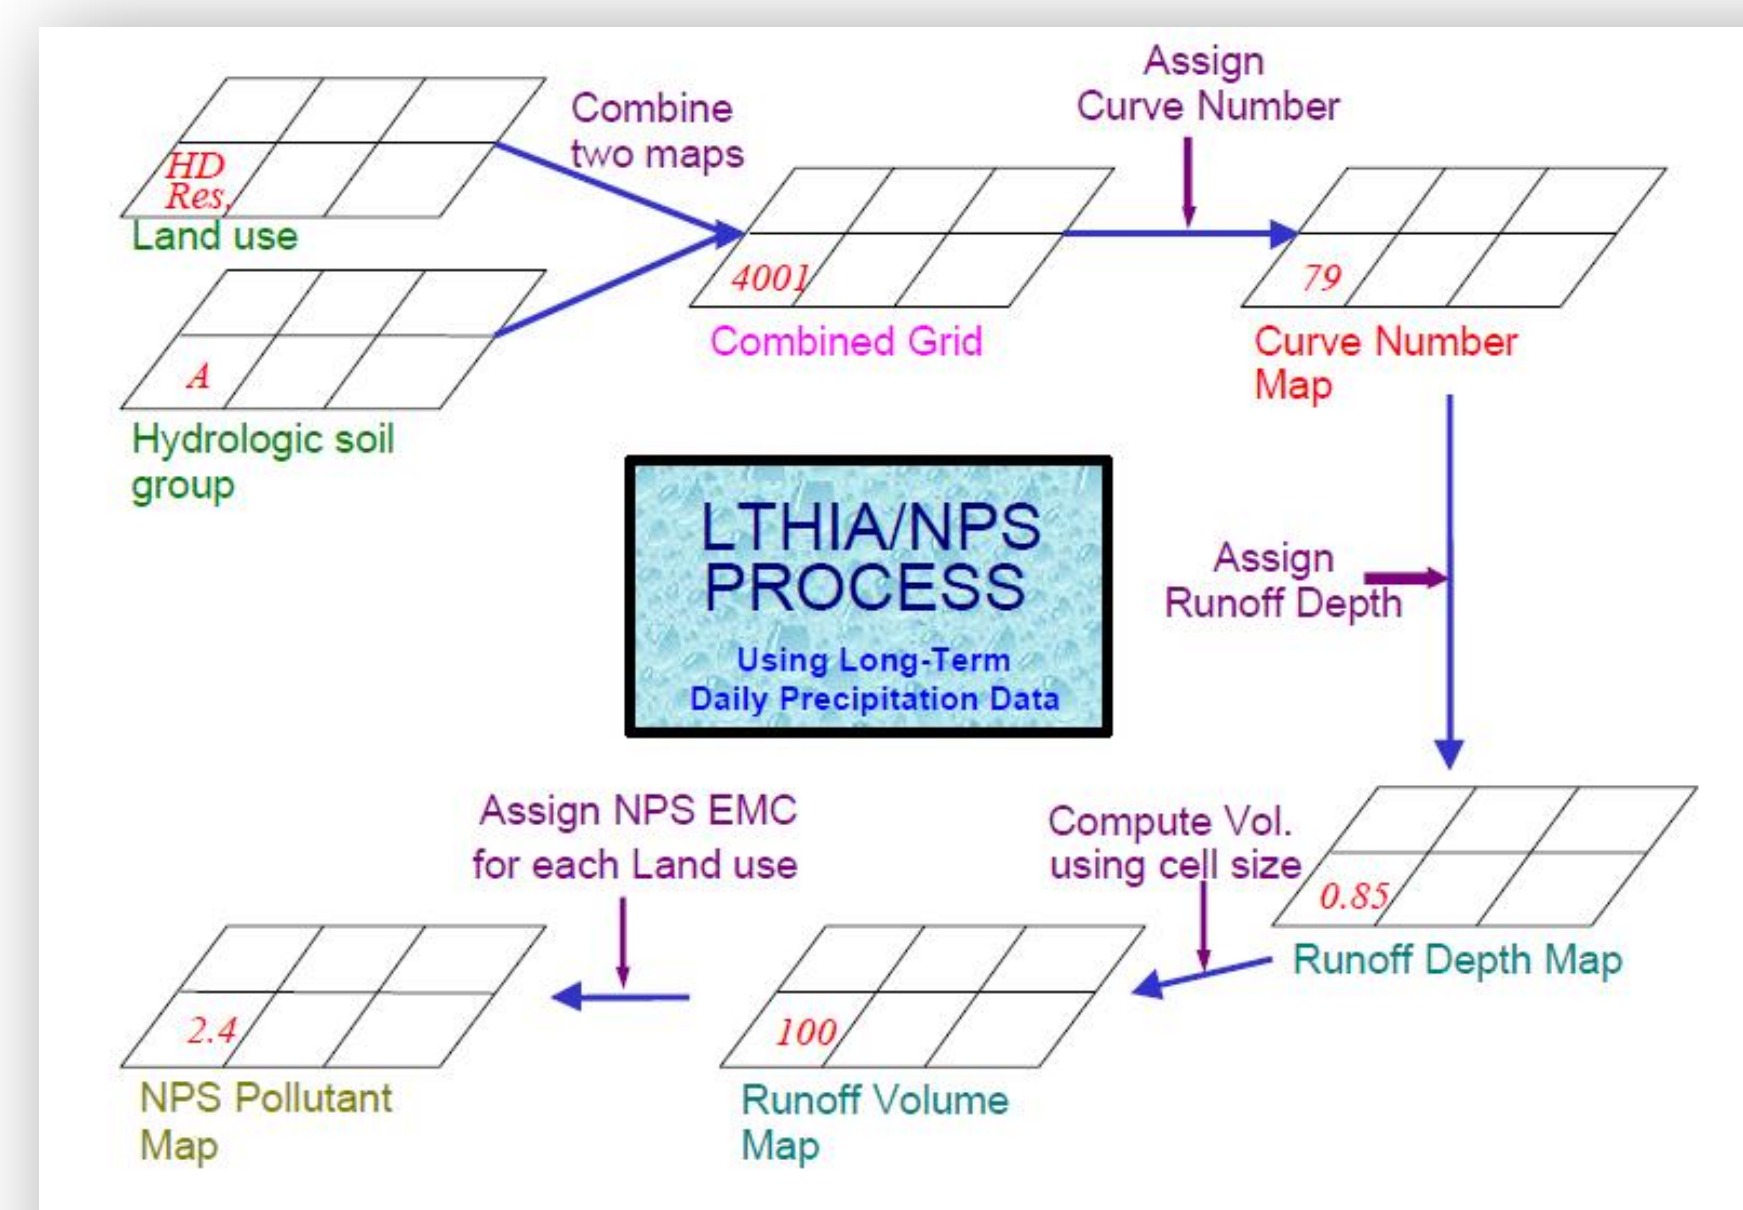 HD
Res,
Land use
Combine
two maps
Assign
Curve Number
4001
Combined Grid
79
Curve Number
Map
A
Hydrologic soil
group
LTHIA/NPS
PROCESS
Using Long-Term
Daily Precipitation Data
Assign
Runoff Depth
0.85
Runoff Depth Map
Compute Vol.
using cell size
100
Runoff Volume
Map
Assign NPS EMC
for each Land use
2.4
NPS Pollutant
Map